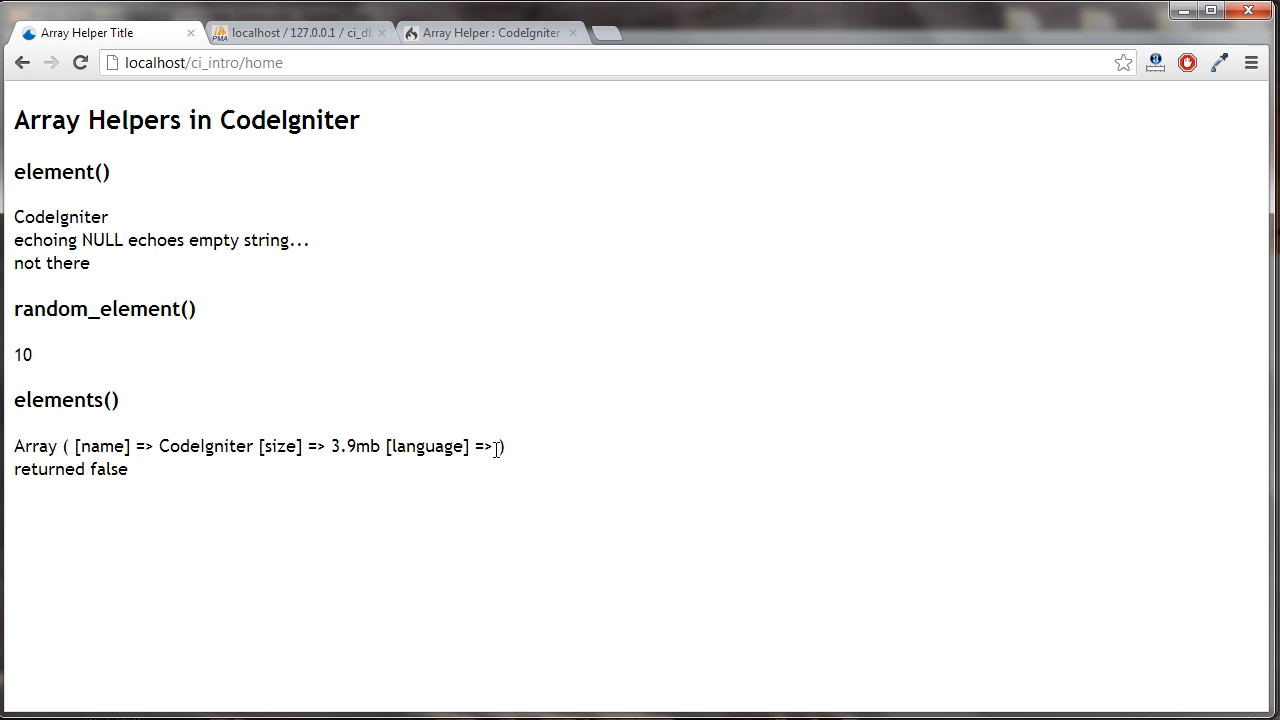 Array Helper Title
localhost / 127.0.0.1 / ci_db
Array Helper : CodeIgniter
localhost/ci_intro/home
Array Helpers in CodeIgniter
element()
CodeIgniter
echoing NULL echoes empty string...
not there
random_element()
10
elements()
Array ( [name] => CodeIgniter [size] => 3.9mb [language] => )
returned false